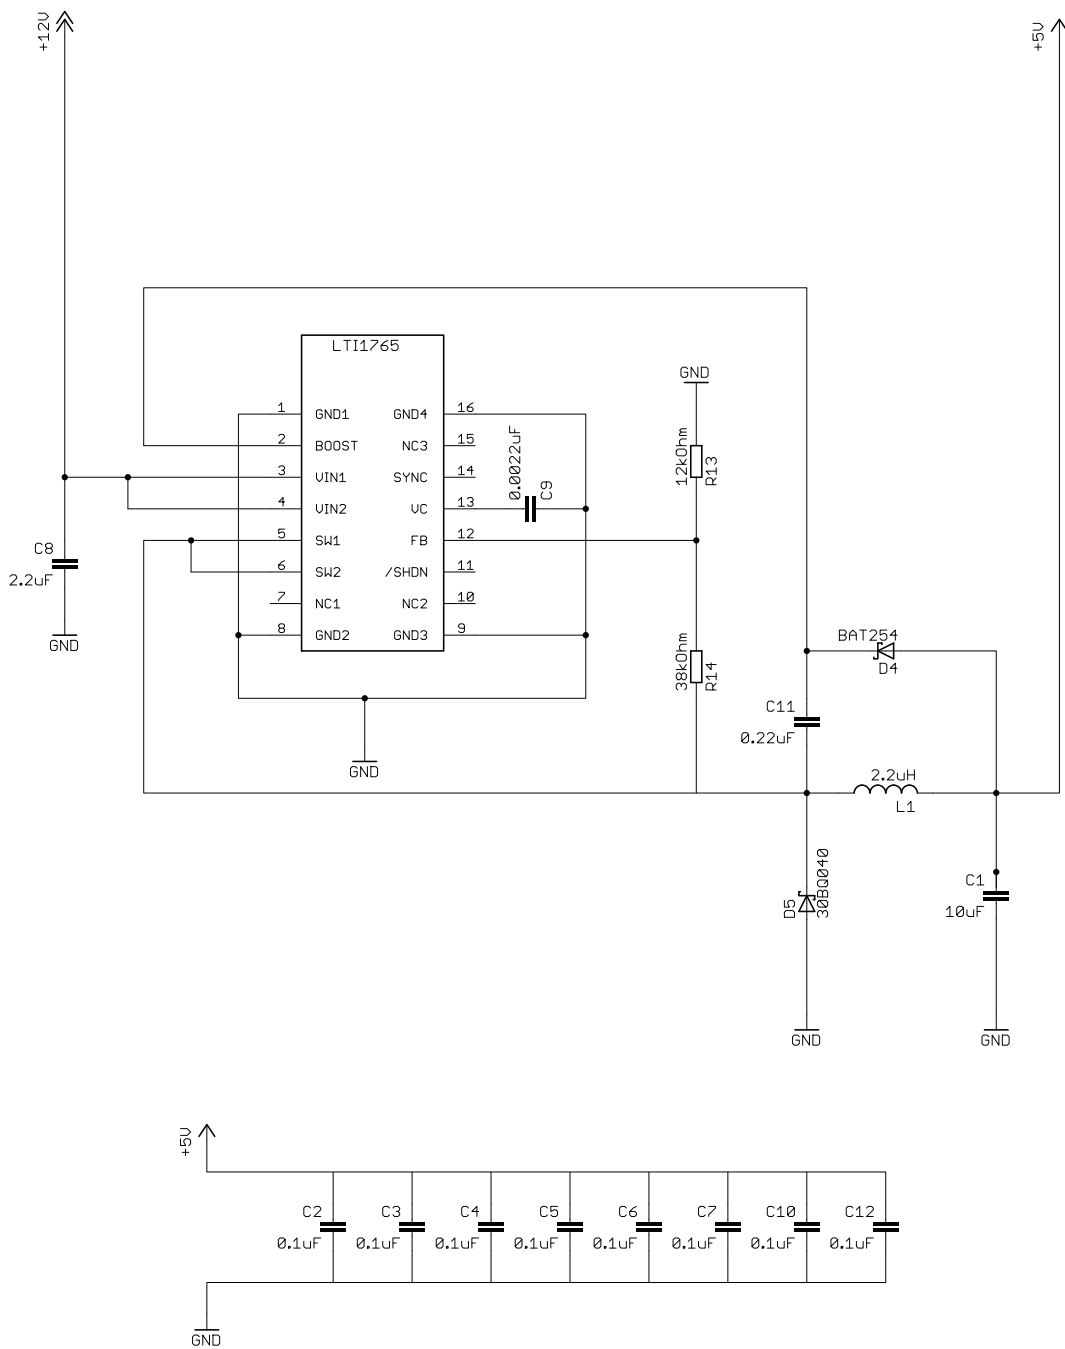 +12V
+5V
LTI1765
1 GND1 GND4 16
2 BOOST NC3 15
3 VIN1 SYNC 14
4 VIN2 VC 13
5 SW1 FB 12
6 SW2 /SHDN 11
7 NC1 NC2 10
8 GND2 GND3 9
0.0022uF
C9
GND
12kOhm
R13
C8
2.2uF
GND
38kOhm
R14
BAT254
D4
C11
0.22uF
GND
2.2uH
L1
D5
30BQ040
C1
10uF
GND
GND
+5V
C2 C3 C4 C5 C6 C7 C10 C12
0.1uF 0.1uF 0.1uF 0.1uF 0.1uF 0.1uF 0.1uF 0.1uF
GND